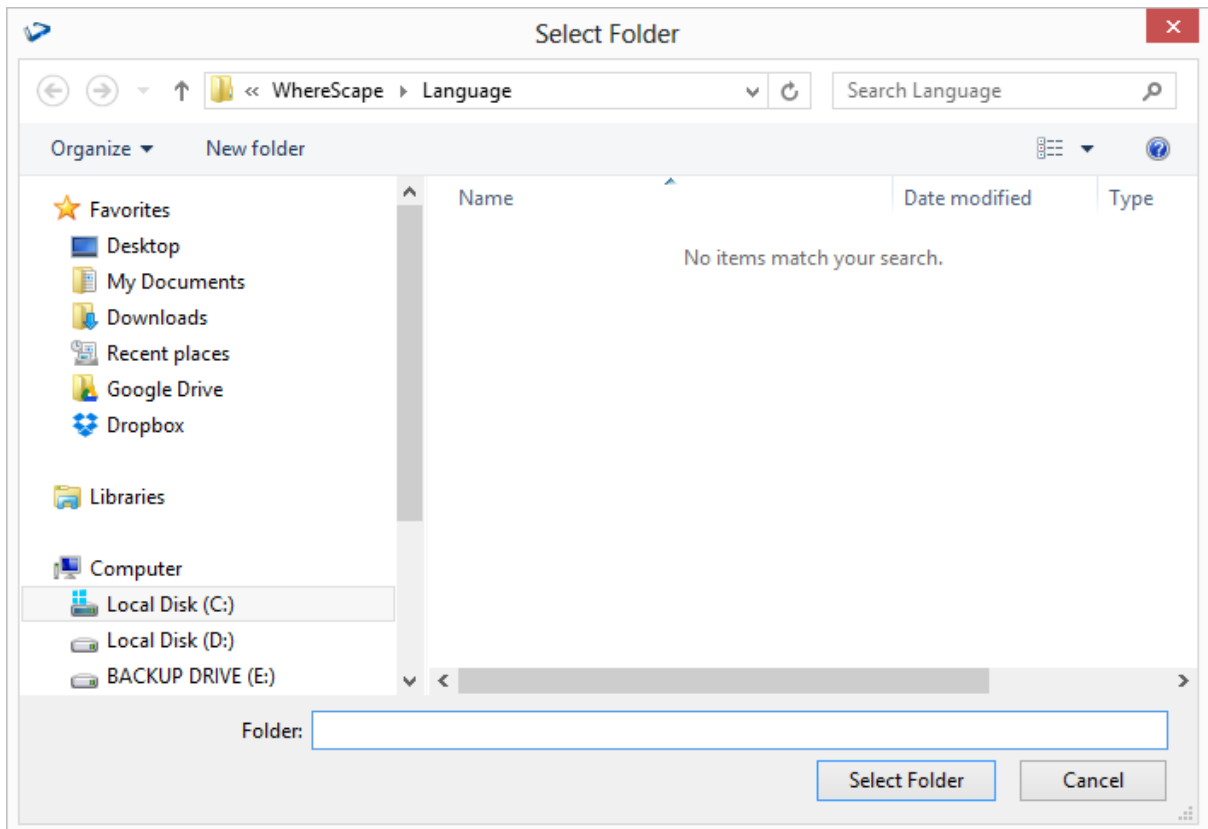 Select Folder
« WhereScape Language
Search Language
Organize New folder
Name Date modified Type
No items match your search.
Favorites
Desktop
My Documents
Downloads
Recent places
Google Drive
Dropbox
Libraries
Computer
Local Disk (C:)
Local Disk (D:)
BACKUP DRIVE (E:)
Folder:
Select Folder Cancel